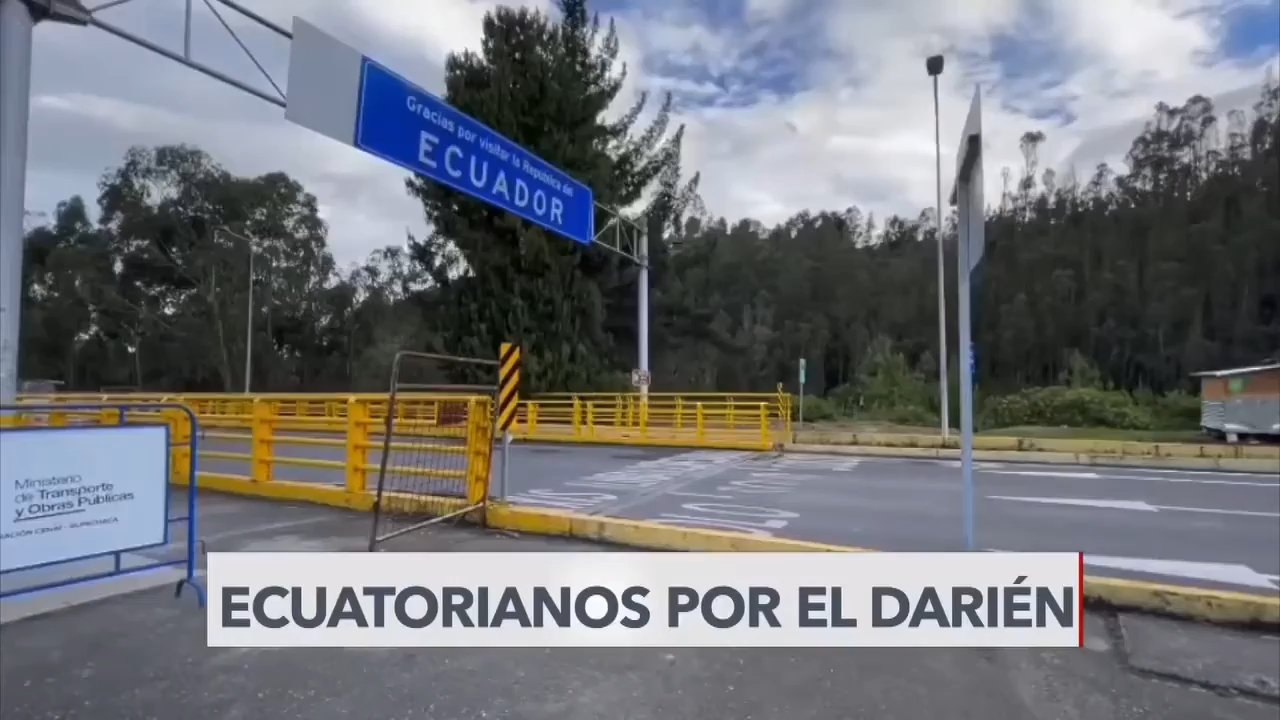 Gracias por visitar la República del
ECUADOR
Ministerio
de Transporte
y Obras Públicas
ECUATORIANOS POR EL DARIÉN